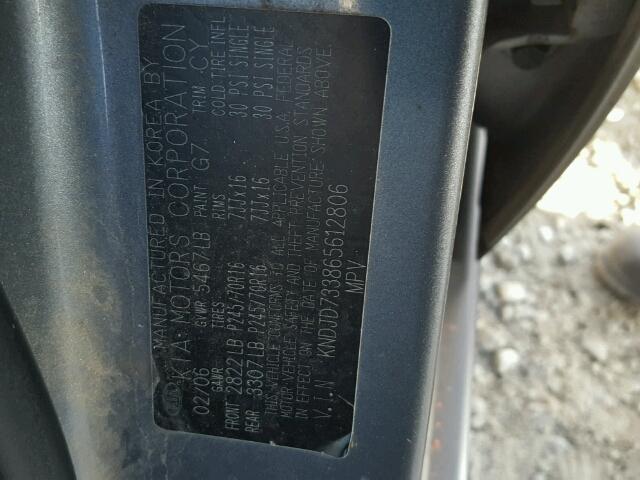 MANUFACTURED IN KOREA BY
KIA MOTORS CORPORATION
02/06 GVWR 5467LB PAINT G7 TRIM CY
GAWR TIRES RIMS COLD TIRE INFL
FRONT 2822LB P245/70R16 7JJx16 30 PSI SINGLE
REAR 3307LB P245/70R16 7JJx16 30 PSI SINGLE
THIS VEHICLE CONFORMS TO ALL APPLICABLE U.S.A. FEDERAL
MOTOR VEHICLE SAFETY AND THEFT PREVENTION STANDARDS
IN EFFECT ON THE DATE OF MANUFACTURE SHOWN ABOVE.
V.I.N KNDJD733865612806
MPV